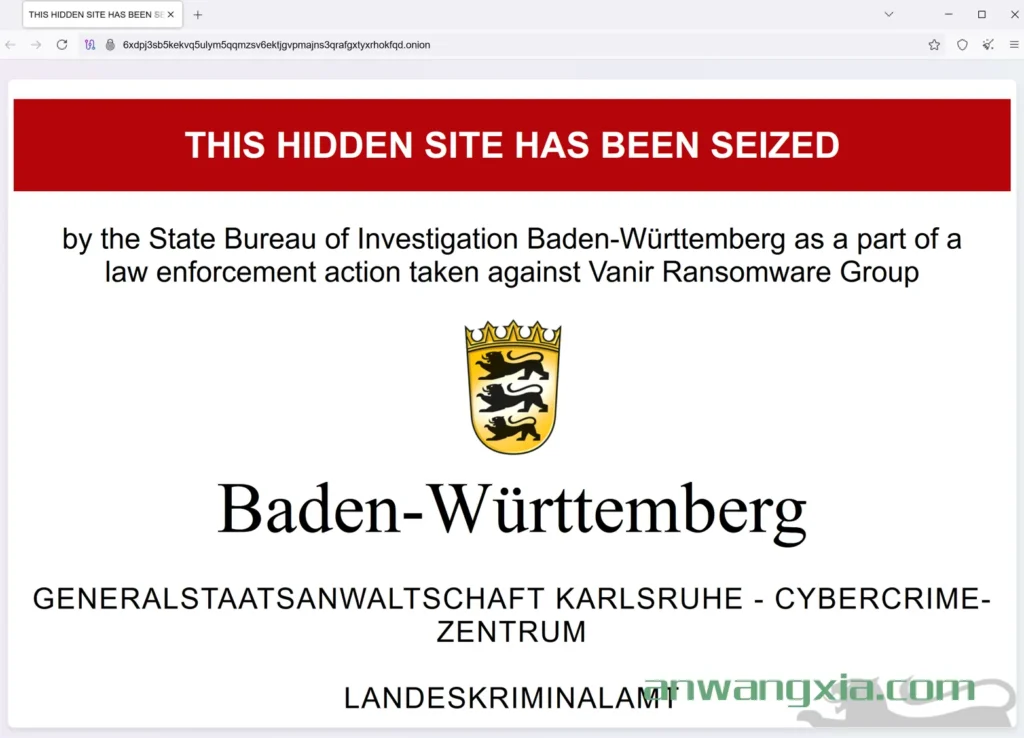 THIS HIDDEN SITE HAS BEEN SE
6xdpj3sb5kekvq5ulym5qqmzsv6ektjgvpmajns3qrafgxtyxrhokfqd.onion
THIS HIDDEN SITE HAS BEEN SEIZED
by the State Bureau of Investigation Baden-Württemberg as a part of a
law enforcement action taken against Vanir Ransomware Group
Baden-Württemberg
GENERALSTAATSANWALTSCHAFT KARLSRUHE - CYBERCRIME-
ZENTRUM
LANDESKRIMINALAMT
anwangxia.com